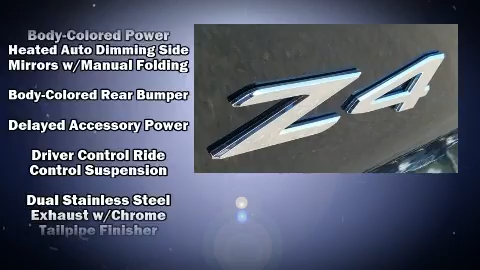 Body-Colored Power
Heated Auto Dimming Side
Mirrors w/Manual Folding
Body-Colored Rear Bumper
Delayed Accessory Power
Driver Control Ride
Control Suspension
Dual Stainless Steel
Exhaust w/Chrome
Tailpipe Finisher
Z4